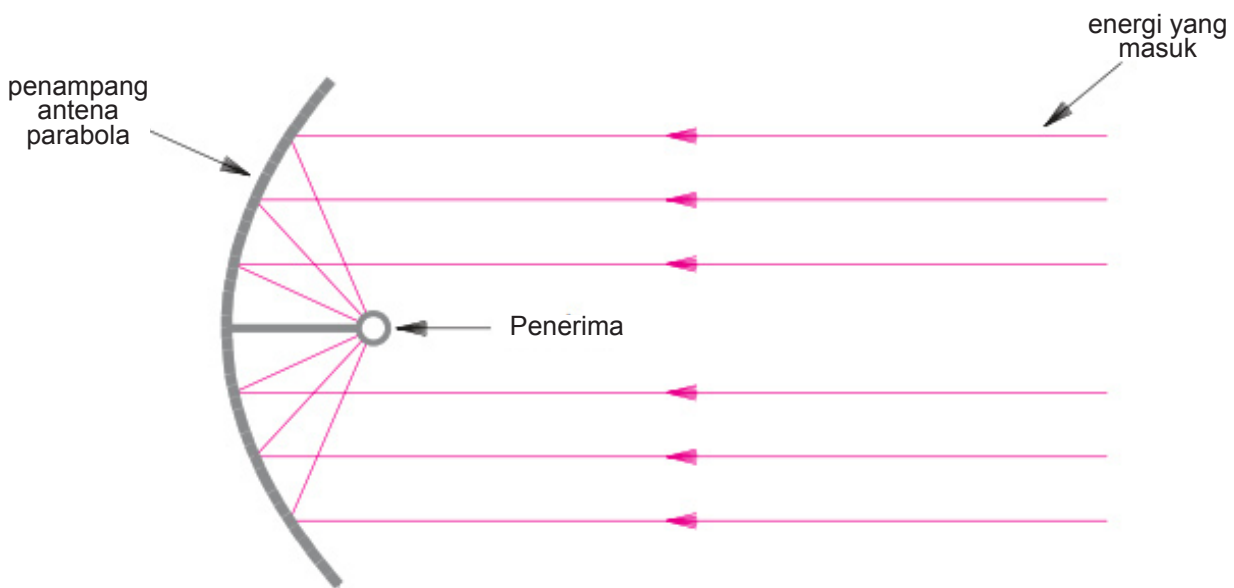 energi yang
masuk
penampang
antena
parabola
Penerima